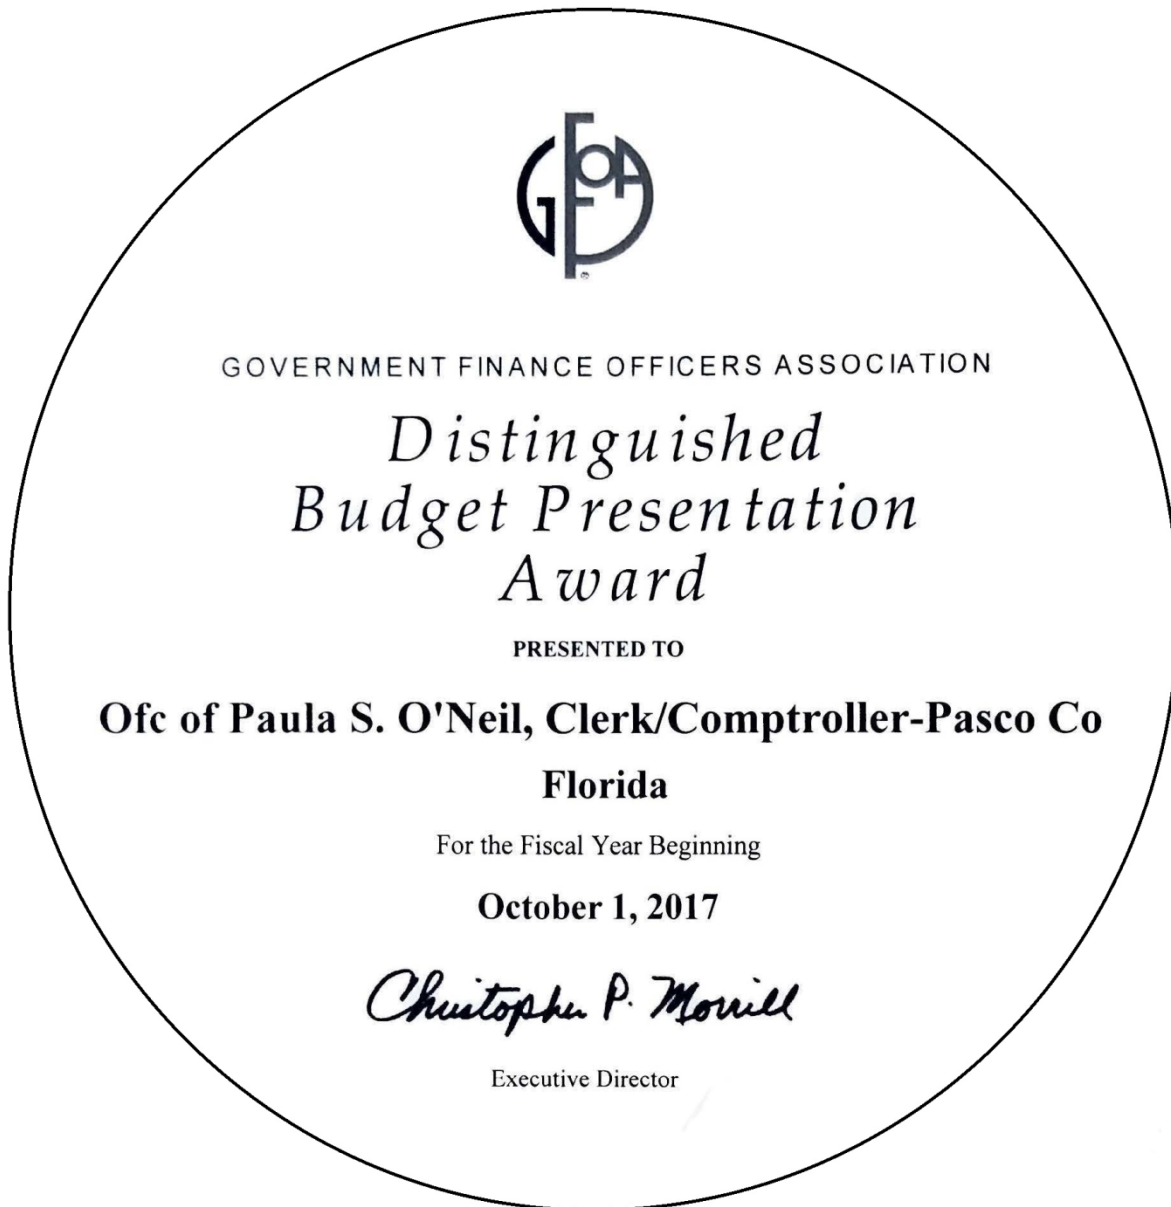 GFOA
GOVERNMENT FINANCE OFFICERS ASSOCIATION
Distinguished
Budget Presentation
Award
PRESENTED TO
Ofc of Paula S. O'Neil, Clerk/Comptroller-Pasco Co
Florida
For the Fiscal Year Beginning
October 1, 2017
Christopher P. Morrill
Executive Director